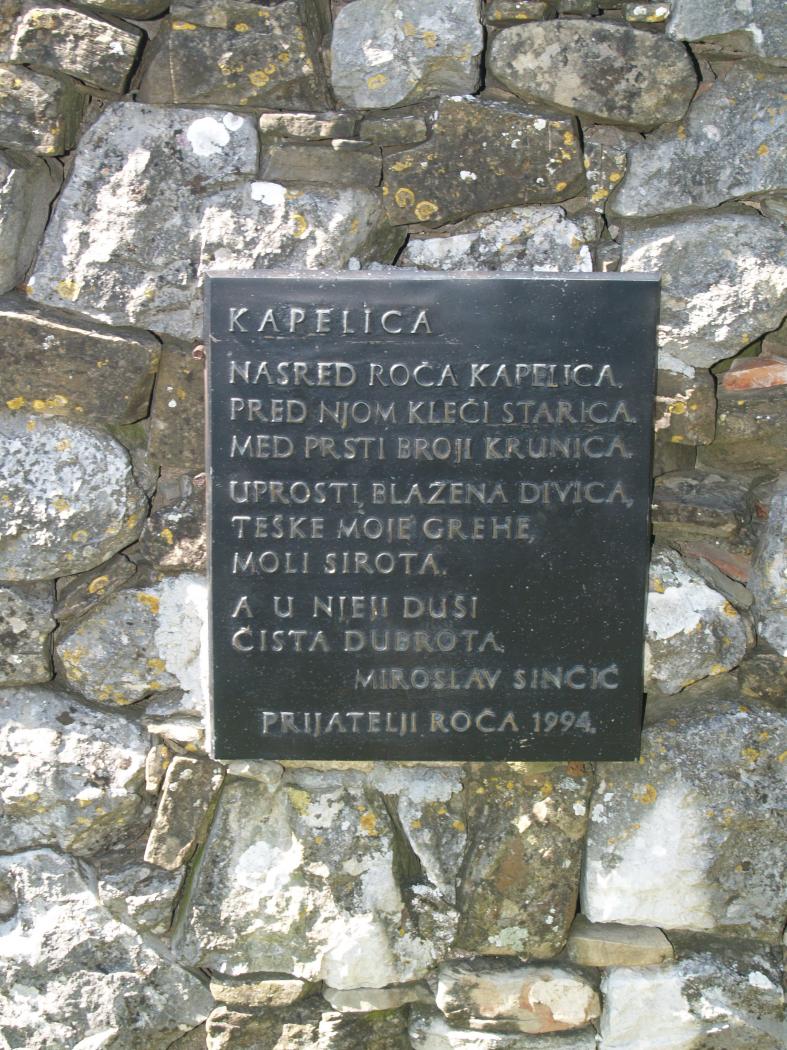 KAPELICA
NASRED ROČA KAPELICA.
PRED NJOM KLEČI STARICA.
MED PRSTI BROJI KRUNICA.
UPROSTI, BLAŽENA DIVICA,
TEŠKE MOJE GREHE,
MOLI SIROTA.
A U NJEJI DUŠI
ČISTA DUBROTA.
MIROSLAV SINČIĆ
PRIJATELJI ROČA 1994.